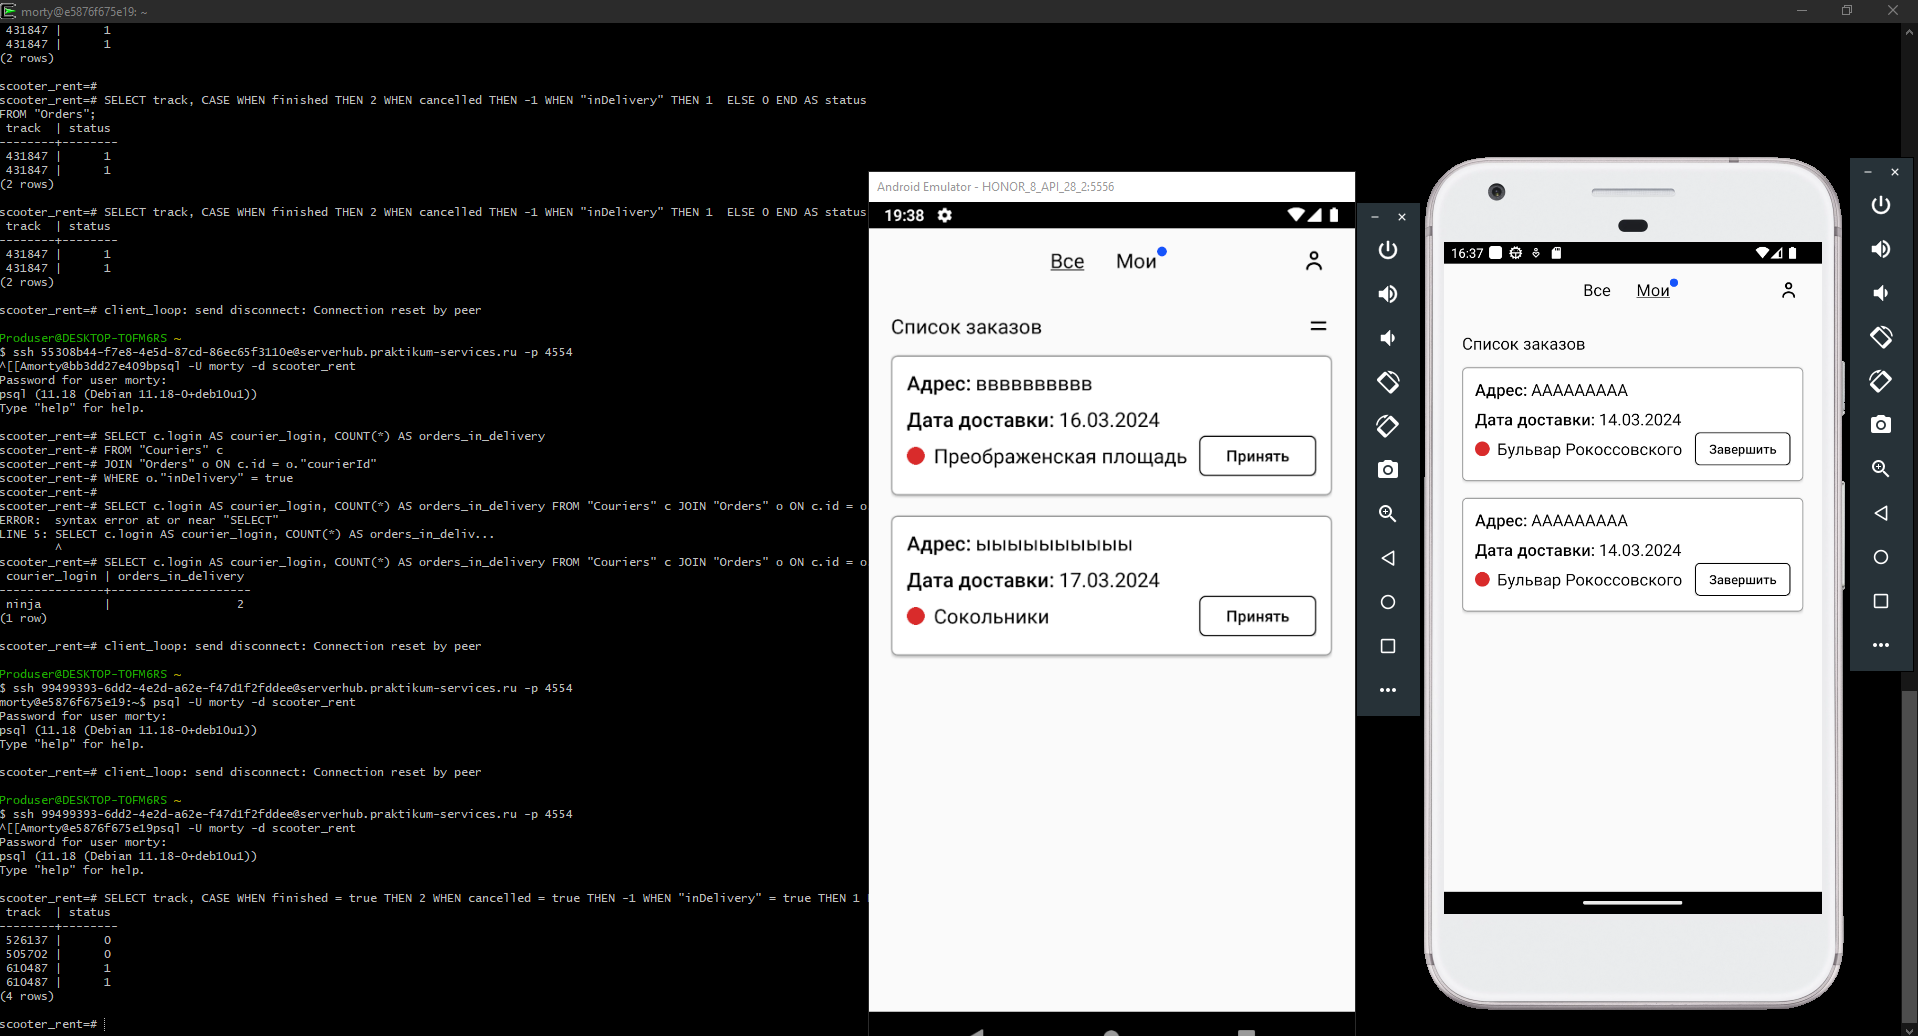 morty@e5876f675e19: ~
431847 |      1
431847 |      1
(2 rows)
scooter_rent=#
scooter_rent=# SELECT track, CASE WHEN finished THEN 2 WHEN cancelled THEN -1 WHEN "inDelivery" THEN 1  ELSE 0 END AS status
FROM "Orders";
track  | status
--------+--------
431847 |      1
431847 |      1
(2 rows)
scooter_rent=# SELECT track, CASE WHEN finished THEN 2 WHEN cancelled THEN -1 WHEN "inDelivery" THEN 1  ELSE 0 END AS status
track  | status
--------+--------
431847 |      1
431847 |      1
(2 rows)
scooter_rent=# client_loop: send disconnect: Connection reset by peer
Produser@DESKTOP-TOFM6RS ~
$ ssh 55308b44-f7e8-4e5d-87cd-86ec65f3110e@serverhub.praktikum-services.ru -p 4554
^[[Amorty@bb3dd27e409bpsql -U morty -d scooter_rent
Password for user morty:
psql (11.18 (Debian 11.18-0+deb10u1))
Type "help" for help.
scooter_rent=# SELECT c.login AS courier_login, COUNT(*) AS orders_in_delivery
scooter_rent-# FROM "Couriers" c
scooter_rent-# JOIN "Orders" o ON c.id = o."courierId"
scooter_rent-# WHERE o."inDelivery" = true
scooter_rent-#
scooter_rent-# SELECT c.login AS courier_login, COUNT(*) AS orders_in_delivery FROM "Couriers" c JOIN "Orders" o ON c.id = o.
ERROR:  syntax error at or near "SELECT"
LINE 5: SELECT c.login AS courier_login, COUNT(*) AS orders_in_deliv...
^
scooter_rent=# SELECT c.login AS courier_login, COUNT(*) AS orders_in_delivery FROM "Couriers" c JOIN "Orders" o ON c.id = o.
courier_login | orders_in_delivery
---------------+--------------------
ninja         |                  2
(1 row)
scooter_rent=# client_loop: send disconnect: Connection reset by peer
Produser@DESKTOP-TOFM6RS ~
$ ssh 99499393-6dd2-4e2d-a62e-f47d1f2fddee@serverhub.praktikum-services.ru -p 4554
morty@e5876f675e19:~$ psql -U morty -d scooter_rent
Password for user morty:
psql (11.18 (Debian 11.18-0+deb10u1))
Type "help" for help.
scooter_rent=# client_loop: send disconnect: Connection reset by peer
Produser@DESKTOP-TOFM6RS ~
$ ssh 99499393-6dd2-4e2d-a62e-f47d1f2fddee@serverhub.praktikum-services.ru -p 4554
^[[Amorty@e5876f675e19psql -U morty -d scooter_rent
Password for user morty:
psql (11.18 (Debian 11.18-0+deb10u1))
Type "help" for help.
scooter_rent=# SELECT track, CASE WHEN finished = true THEN 2 WHEN cancelled = true THEN -1 WHEN "inDelivery" = true THEN 1
track  | status
--------+--------
526137 |      0
505702 |      0
610487 |      1
610487 |      1
(4 rows)
scooter_rent=#
Android Emulator - HONOR_8_API_28_2:5556
19:38
Все Мои
Список заказов
Адрес: вввввввввв
Дата доставки: 16.03.2024
Преображенская площадь Принять
Адрес: ыыыыыыыыыы
Дата доставки: 17.03.2024
Сокольники Принять
16:37
Все Мои
Список заказов
Адрес: ААААААААА
Дата доставки: 14.03.2024
Бульвар Рокоссовского Завершить
Адрес: ААААААААА
Дата доставки: 14.03.2024
Бульвар Рокоссовского Завершить